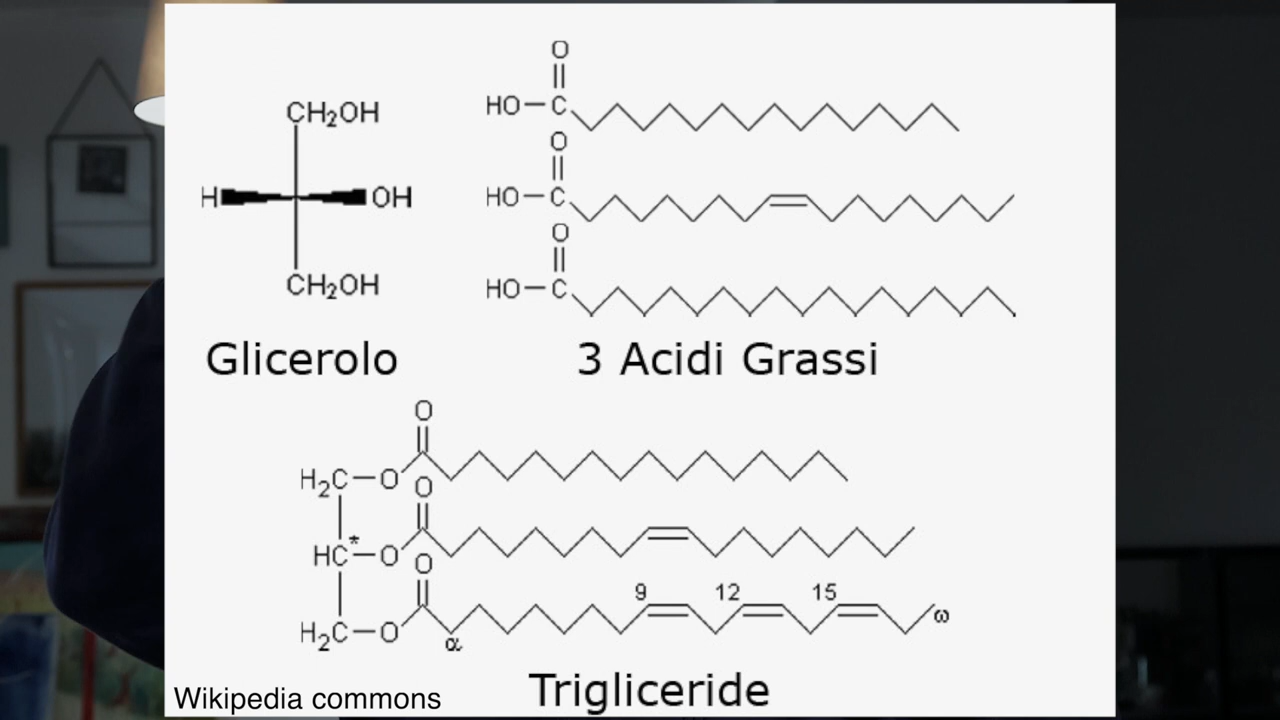 CH₂OH
H OH
CH₂OH
Glicerolo
O
HO C
O
HO C
O
HO C
3 Acidi Grassi
O
H₂C O
O
HC* O
O
9 12 15
H₂C O α ω
Trigliceride
Wikipedia commons